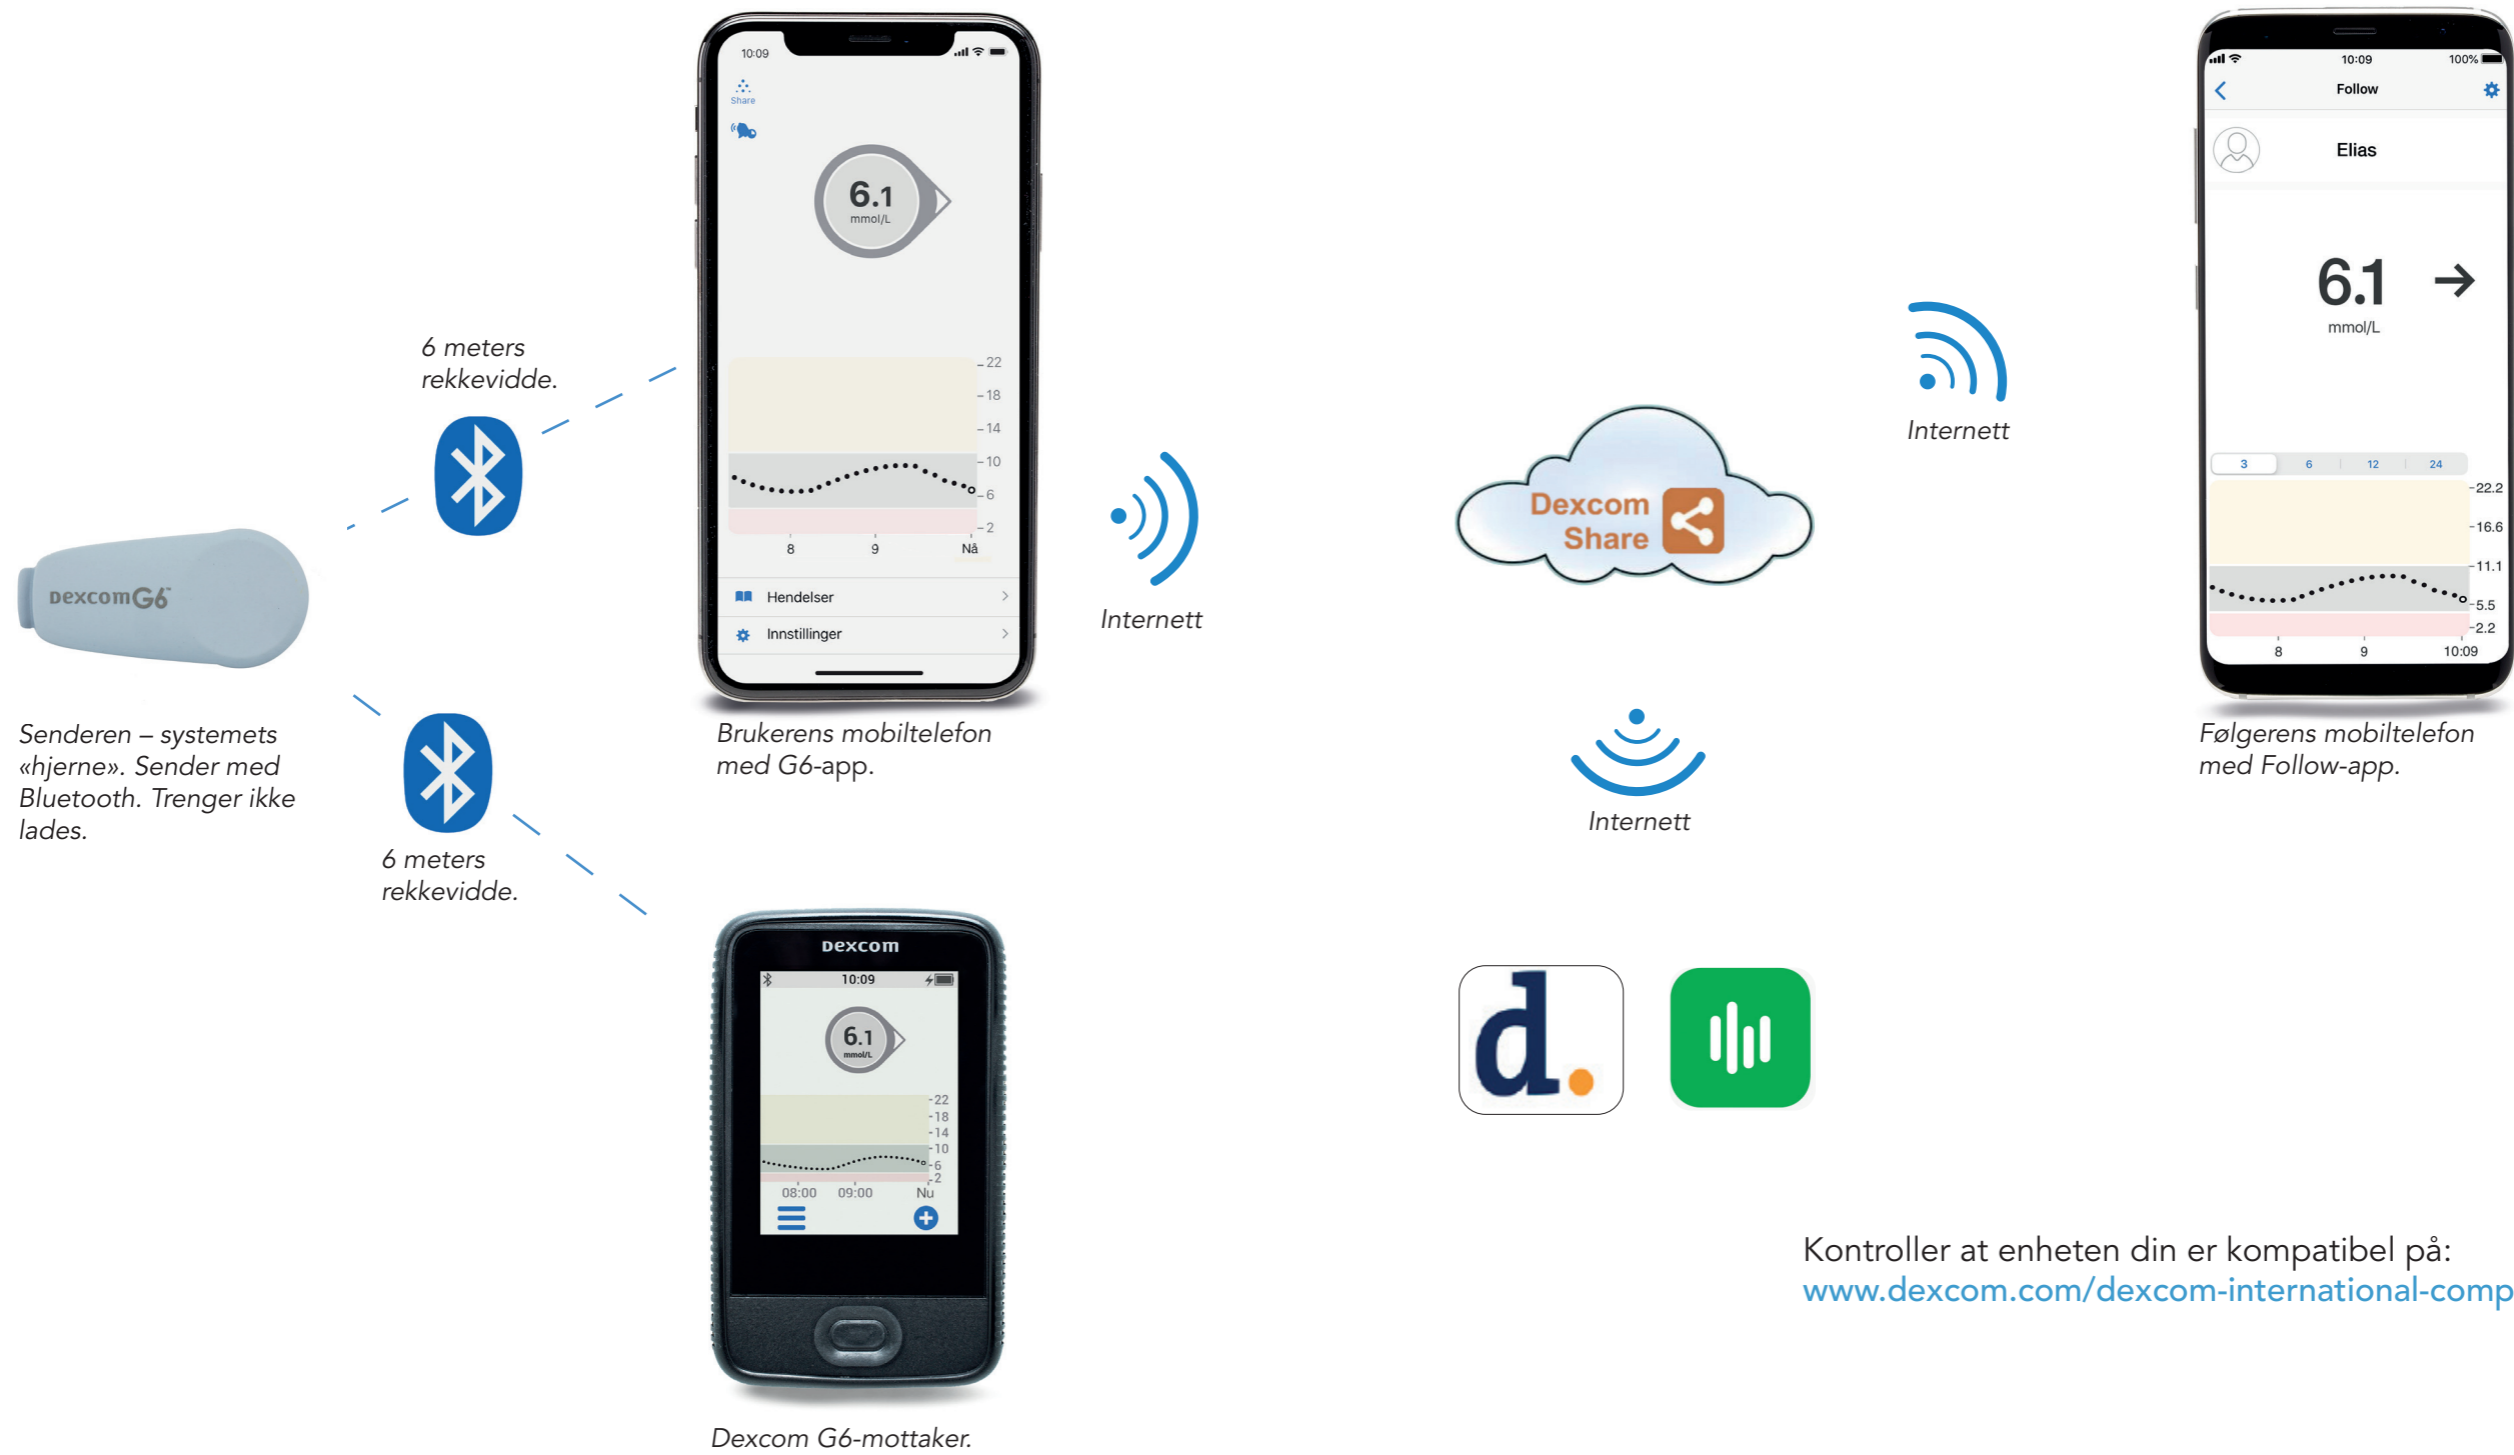 10:09
Share
6.1
mmol/L
22
18
14
10
6
2
8 9 Nå
Hendelser
Innstillinger
Brukerens mobiltelefon
med G6-app.
6 meters
rekkevidde.
Dexcom G6™
Senderen – systemets
«hjerne». Sender med
Bluetooth. Trenger ikke
lades.
6 meters
rekkevidde.
Internett
Dexcom
Share
Internett
Internett
10:09 100%
Follow
Elias
6.1
mmol/L
3 6 12 24
22.2
16.6
11.1
5.5
2.2
8 9 10:09
Følgerens mobiltelefon
med Follow-app.
Dexcom
10:09
6.1
mmol/L
22
18
14
10
6
2
08:00 09:00 Nu
Dexcom G6-mottaker.
d.
Kontroller at enheten din er kompatibel på:
www.dexcom.com/dexcom-international-comp